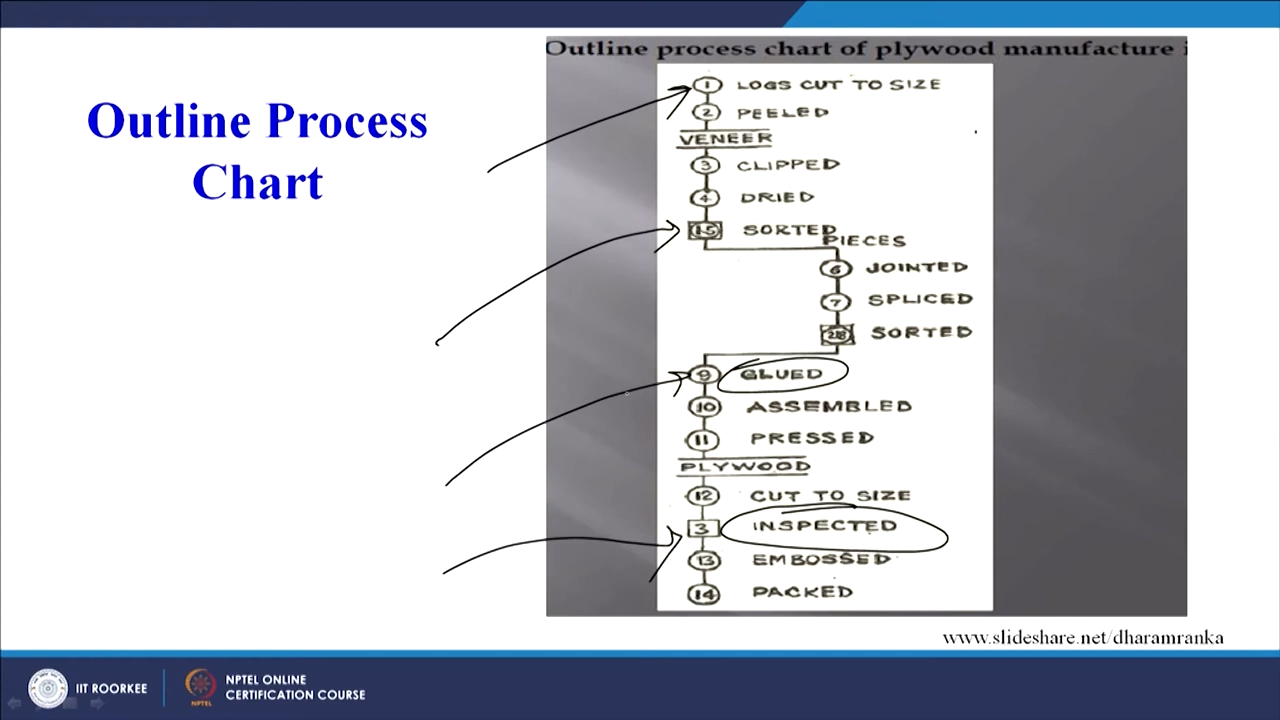 Outline process chart of plywood manufacture i
Outline Process
Chart
1 LOGS CUT TO SIZE
2 PEELED
VENEER
3 CLIPPED
4 DRIED
1 5 SORTED
PIECES
6 JOINTED
7 SPLICED
2 8 SORTED
9 GLUED
10 ASSEMBLED
11 PRESSED
PLYWOOD
12 CUT TO SIZE
3 INSPECTED
13 EMBOSSED
14 PACKED
www.slideshare.net/dharamranka
IIT ROORKEE
NPTEL
NPTEL ONLINE
CERTIFICATION COURSE